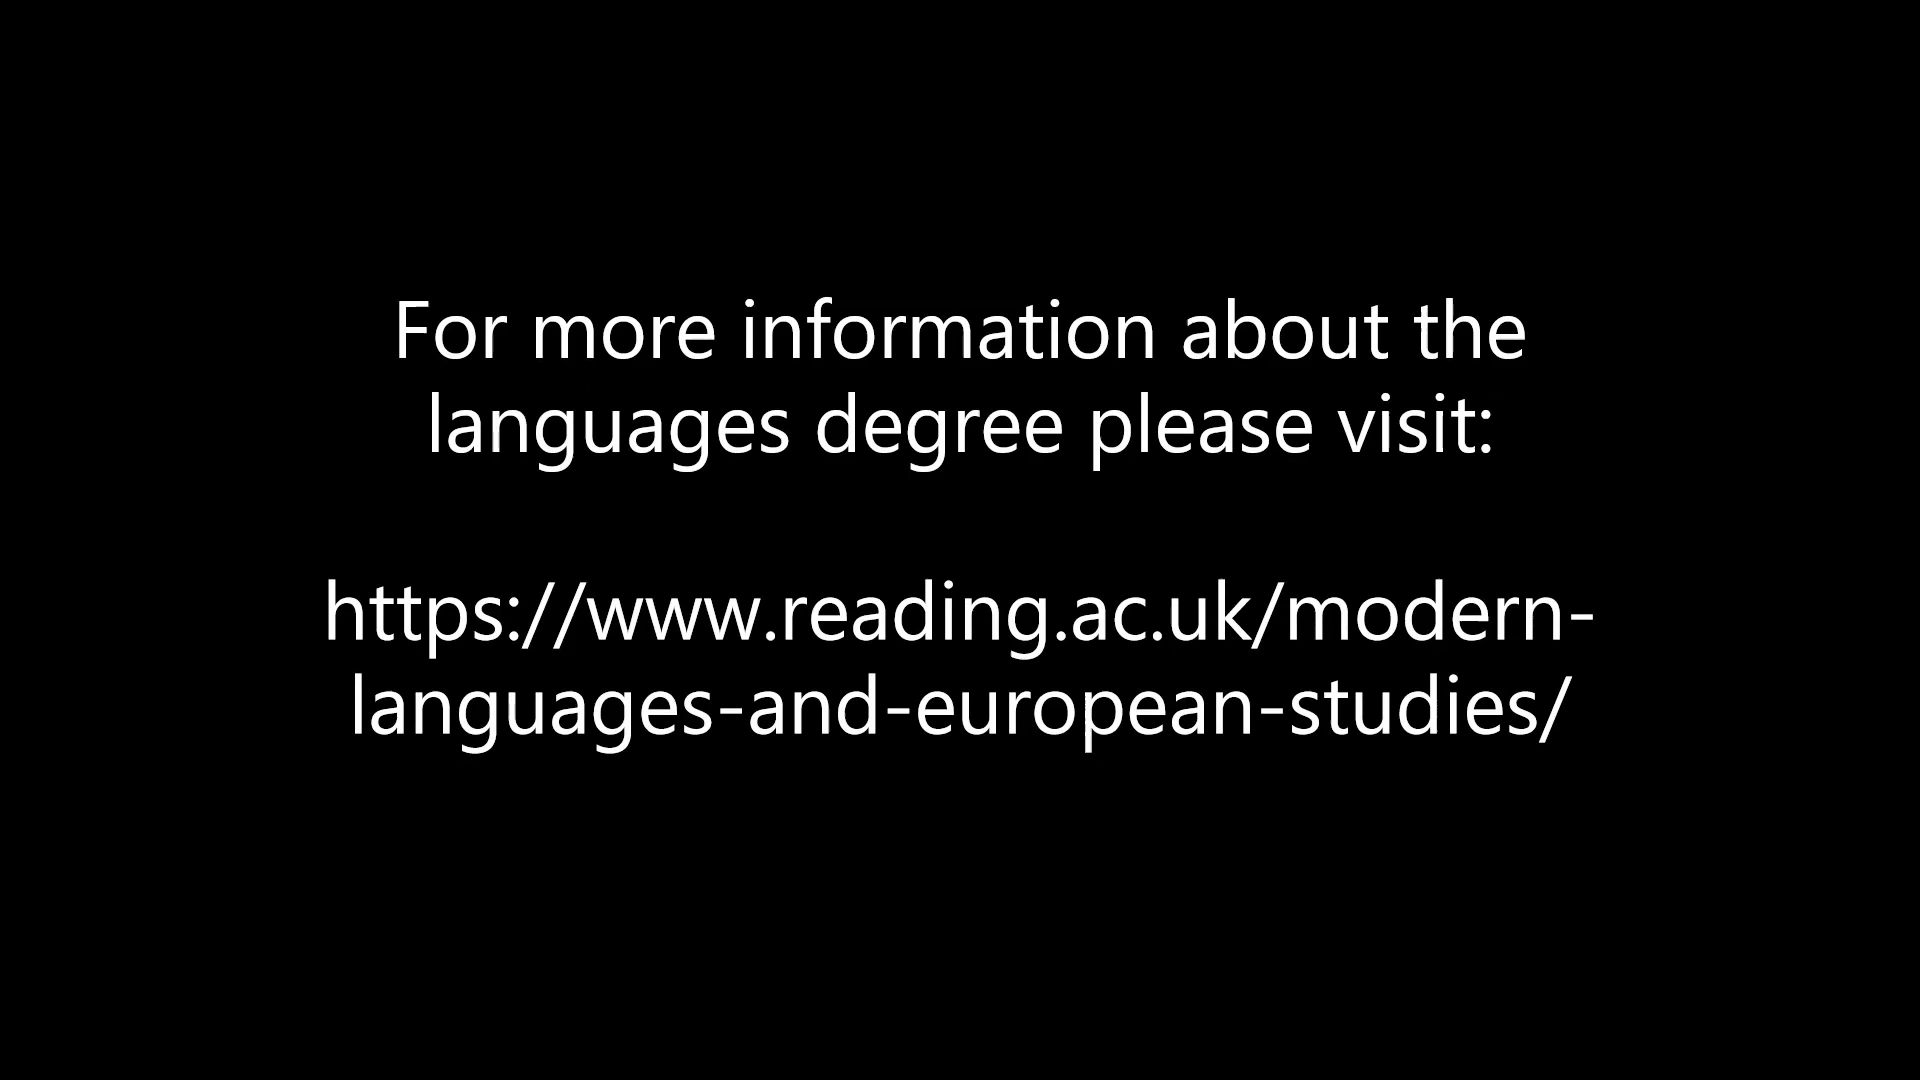 For more information about the
languages degree please visit:
https://www.reading.ac.uk/modern-
languages-and-european-studies/